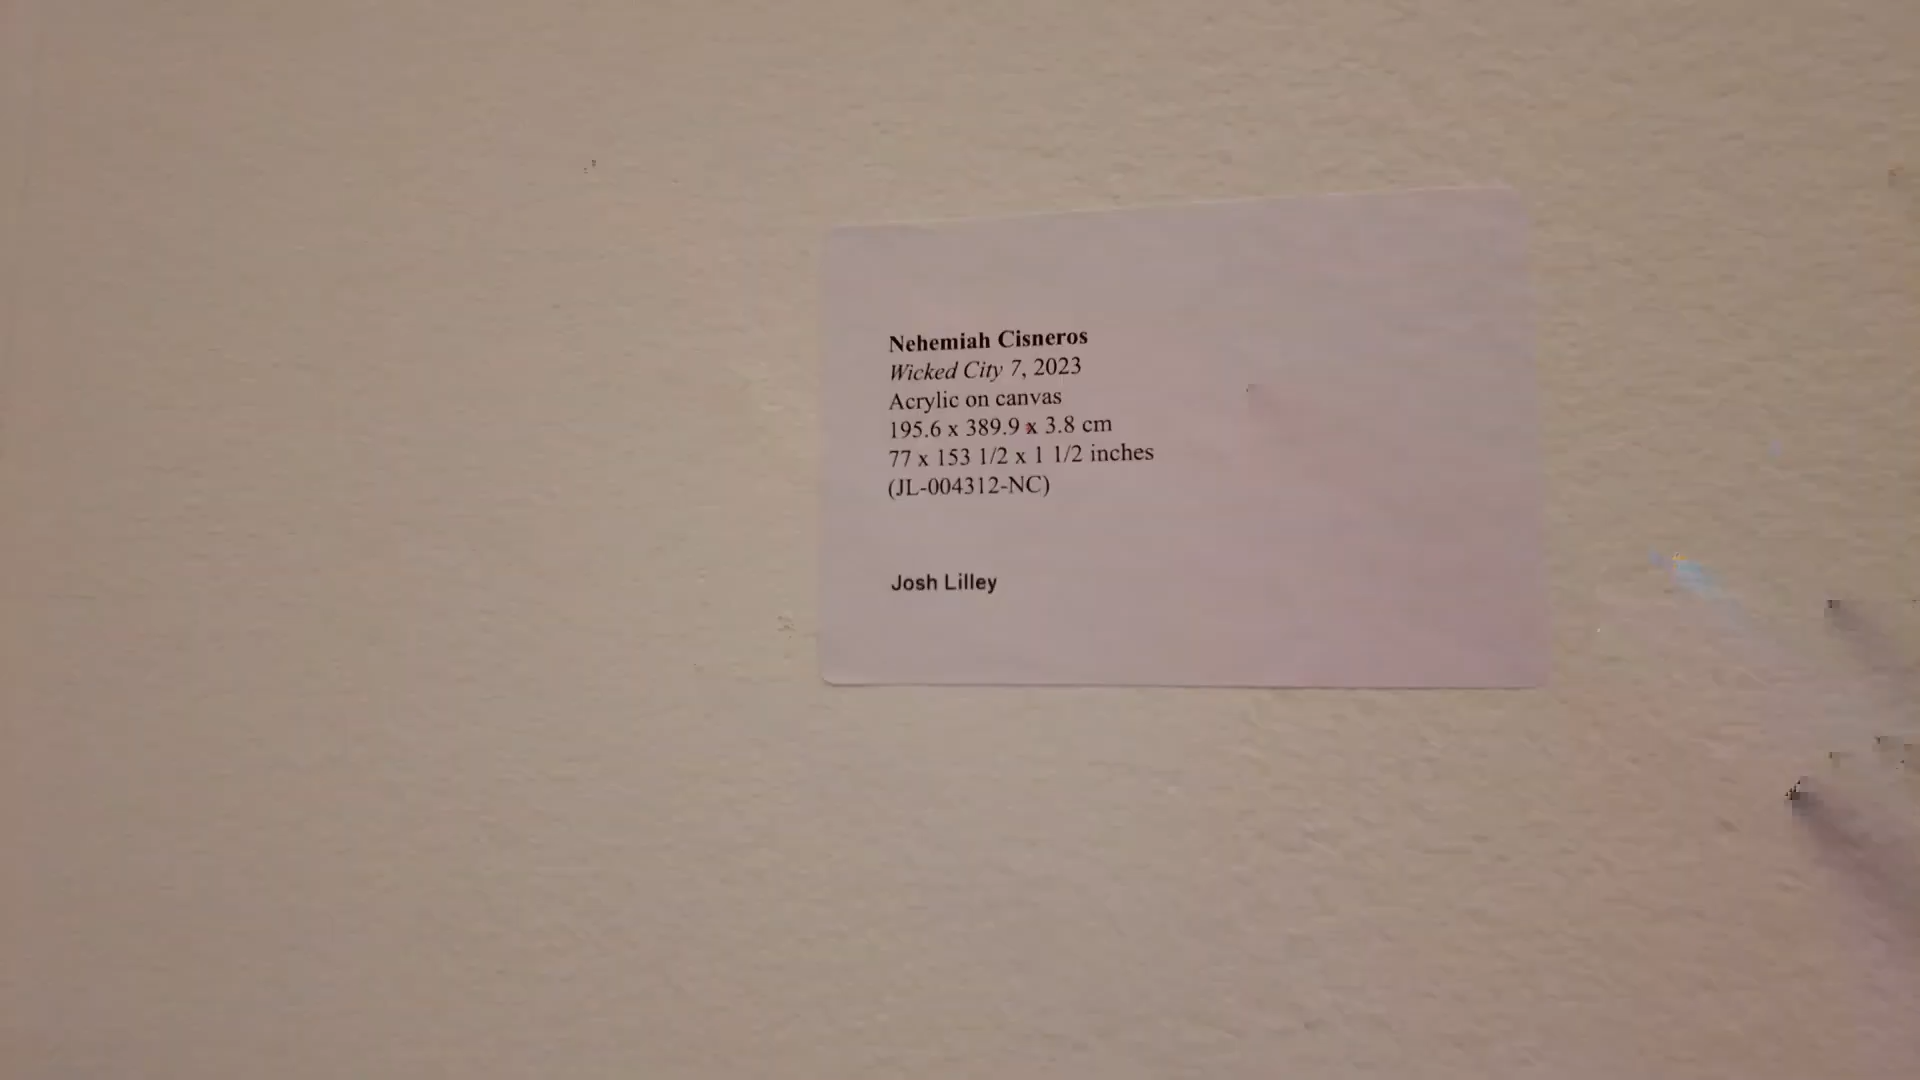 Nehemiah Cisneros
Wicked City 7, 2023
Acrylic on canvas
195.6 x 389.9 x 3.8 cm
77 x 153 1/2 x 1 1/2 inches
(JL-004312-NC)
Josh Lilley